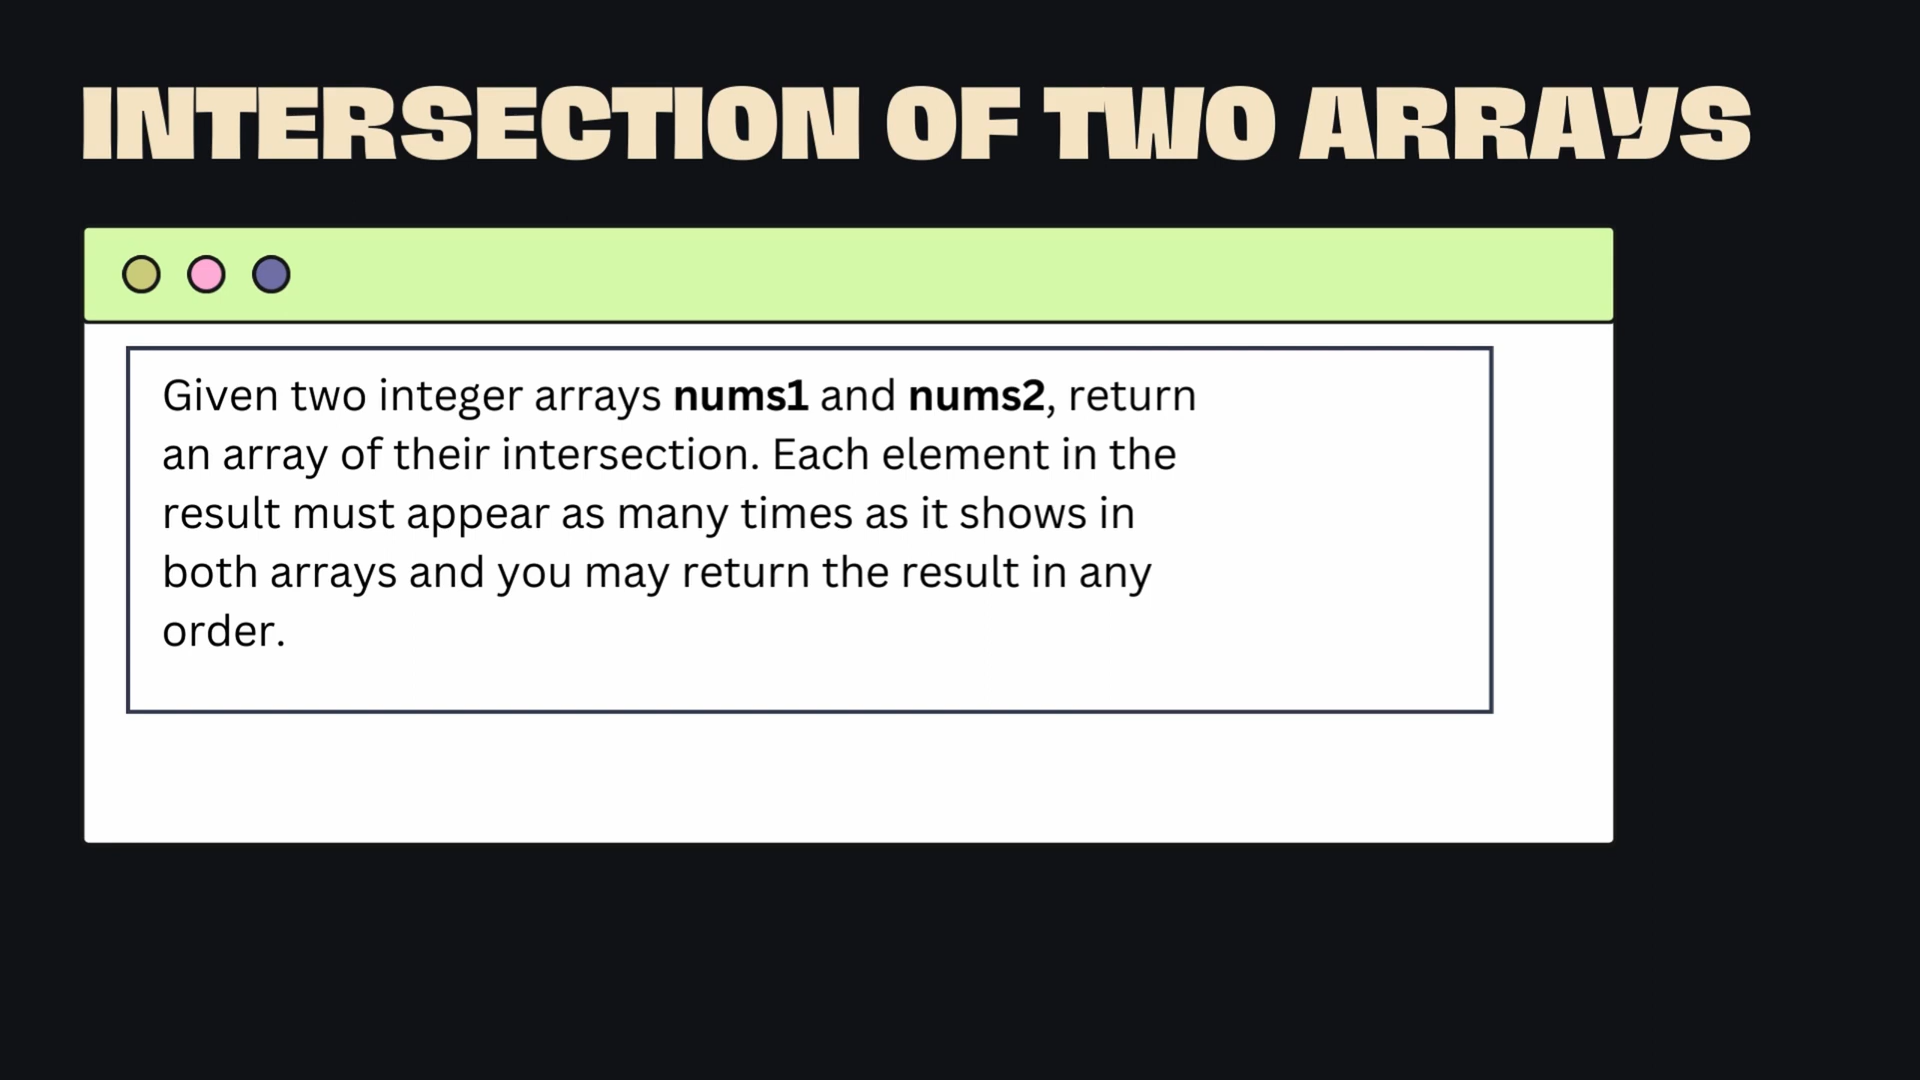 INTERSECTION OF TWO ARRAYS
Given two integer arrays nums1 and nums2, return
an array of their intersection. Each element in the
result must appear as many times as it shows in
both arrays and you may return the result in any
order.